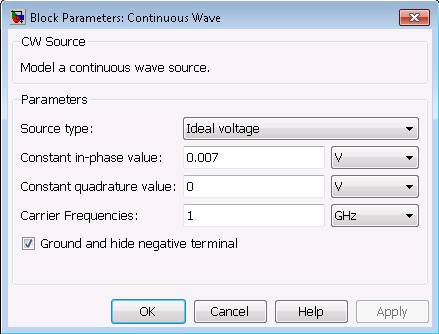 Block Parameters: Continuous Wave
CW Source
Model a continuous wave source.
Parameters
Source type: Ideal voltage
Constant in-phase value: 0.007 V
Constant quadrature value: 0 V
Carrier Frequencies: 1 GHz
Ground and hide negative terminal
OK Cancel Help Apply